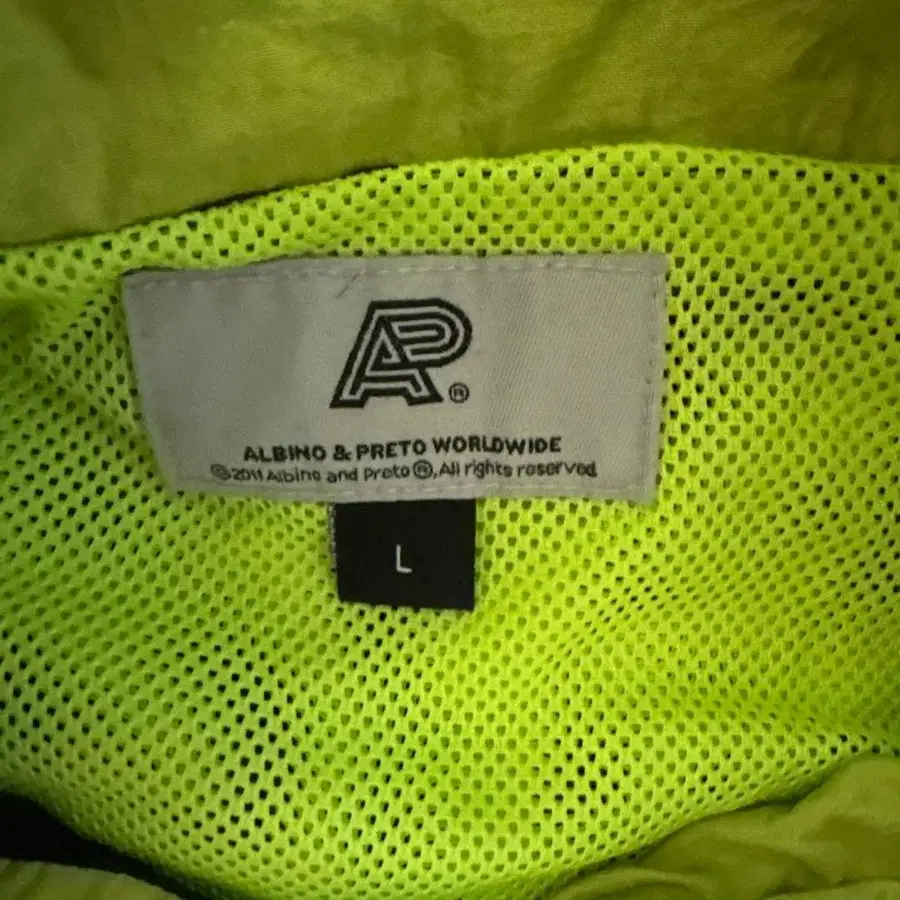 AP®
ALBINO & PRETO WORLDWIDE
©2011 Albino and Preto®, All rights reserved
L